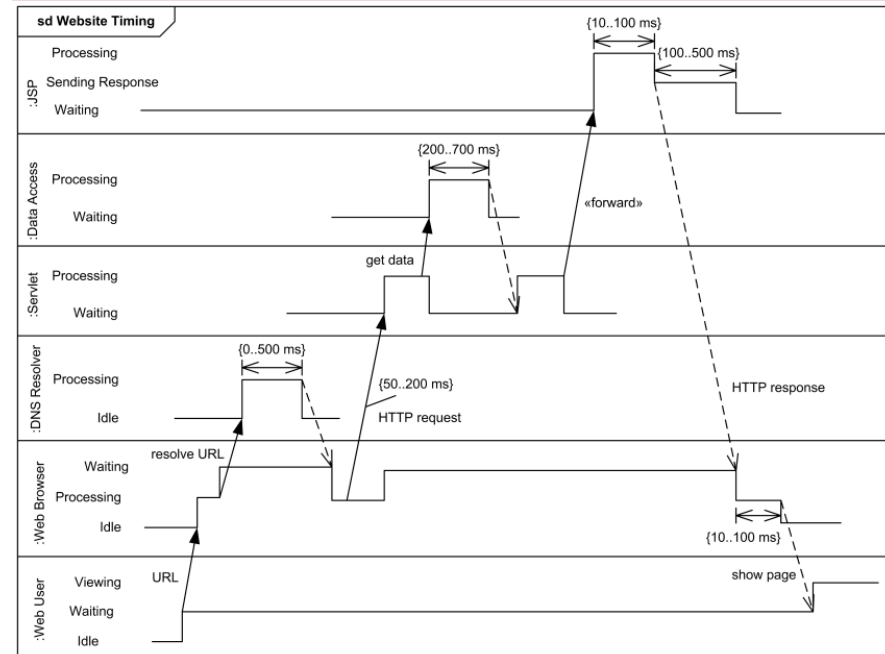 sd Website Timing
:JSP
Processing
Sending Response
Waiting
{10..100 ms}
{100..500 ms}
:Data Access
Processing
Waiting
{200..700 ms}
«forward»
:Servlet
Processing
Waiting
get data
:DNS Resolver
Processing
Idle
{0..500 ms}
{50..200 ms}
HTTP request
HTTP response
:Web Browser
Waiting
Processing
Idle
resolve URL
{10..100 ms}
:Web User
Viewing
Waiting
Idle
URL
show page